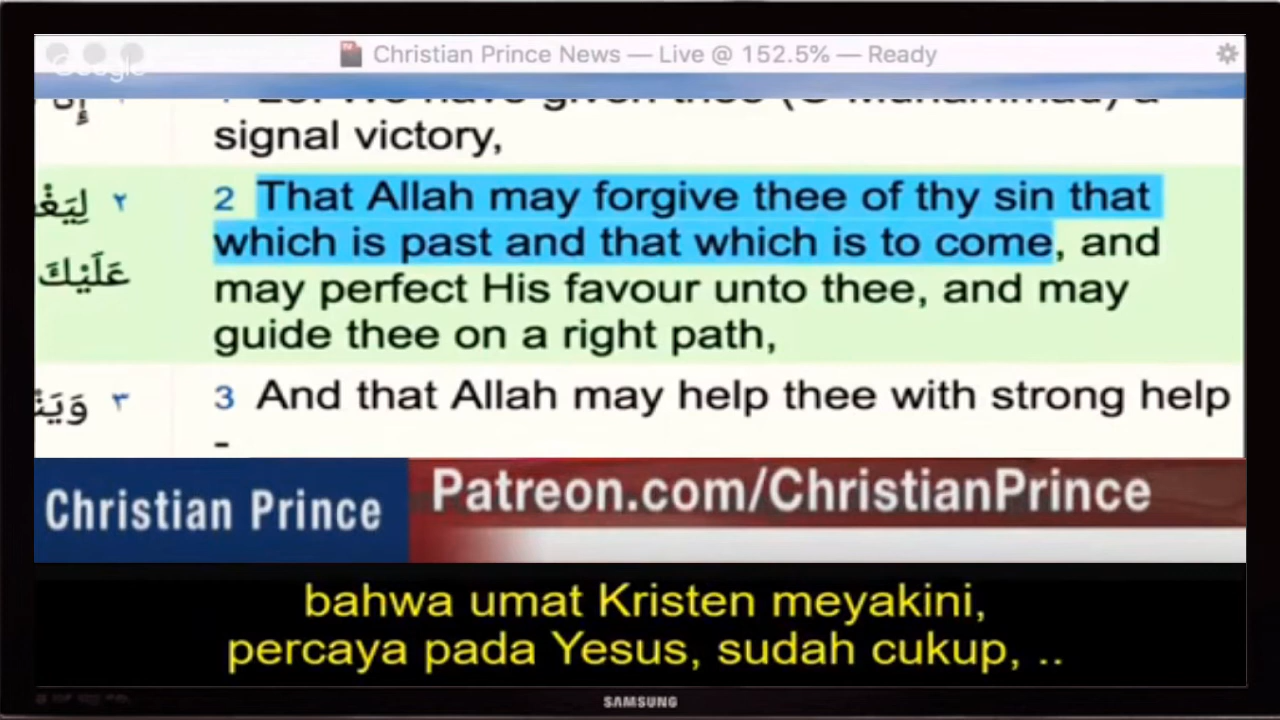 Christian Prince News — Live @ 152.5% — Ready
Google
signal victory,
٢
2 That Allah may forgive thee of thy sin that
which is past and that which is to come, and
عَلَيْكَ
may perfect His favour unto thee, and may
guide thee on a right path,
٣
3 And that Allah may help thee with strong help
-
Christian Prince
Patreon.com/ChristianPrince
bahwa umat Kristen meyakini,
percaya pada Yesus, sudah cukup, ..
SAMSUNG